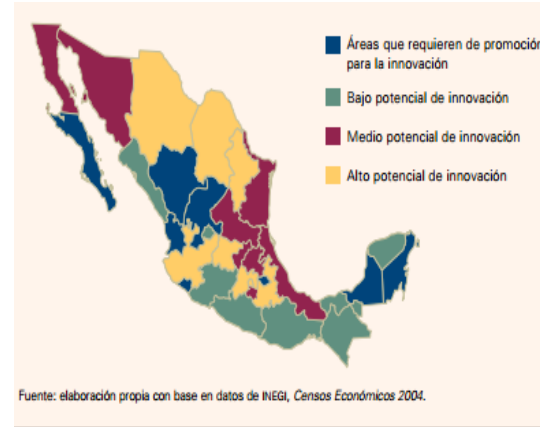 Áreas que requieren de promoción
para la innovación
Bajo potencial de innovación
Medio potencial de innovación
Alto potencial de innovación
Fuente: elaboración propia con base en datos de INEGI, Censos Económicos 2004.